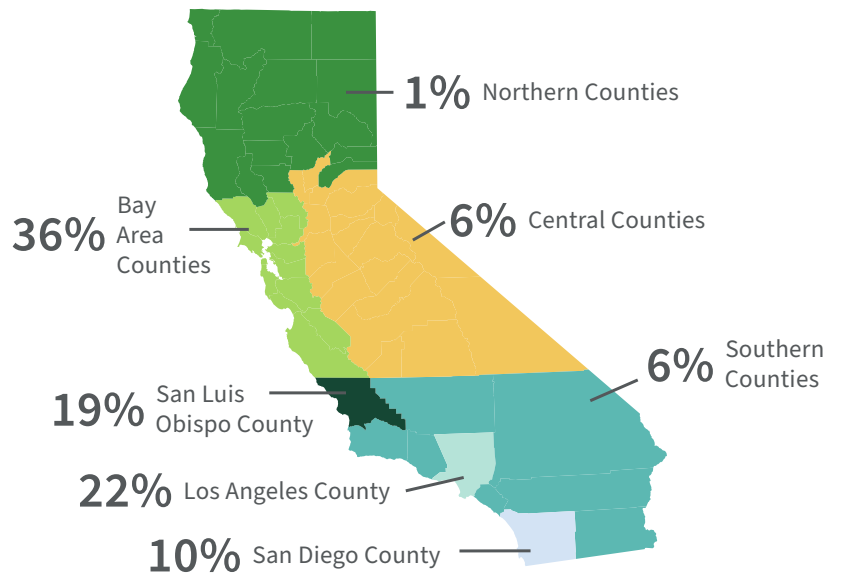 1% Northern Counties
Bay
36% Area
Counties
6% Central Counties
6% Southern
Counties
19% San Luis
Obispo County
22% Los Angeles County
10% San Diego County